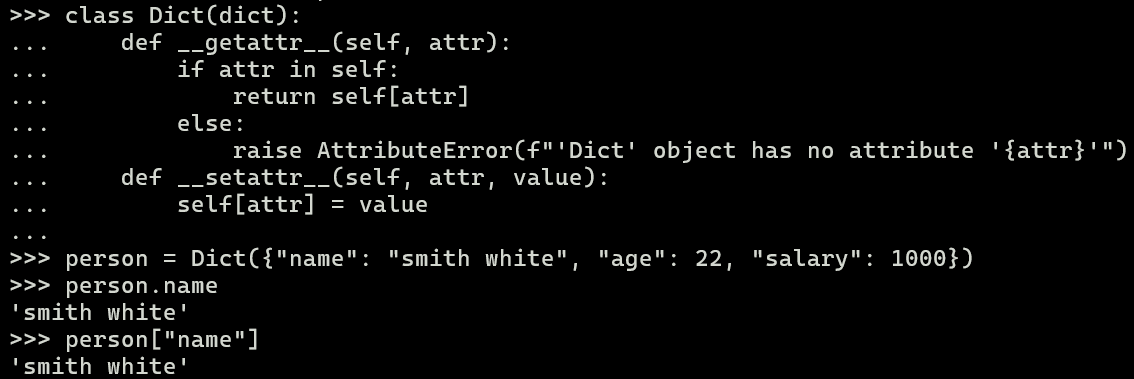 >>> class Dict(dict):
...     def __getattr__(self, attr):
...         if attr in self:
...             return self[attr]
...         else:
...             raise AttributeError(f"'Dict' object has no attribute '{attr}'")
...     def __setattr__(self, attr, value):
...         self[attr] = value
...
>>> person = Dict({"name": "smith white", "age": 22, "salary": 1000})
>>> person.name
'smith white'
>>> person["name"]
'smith white'